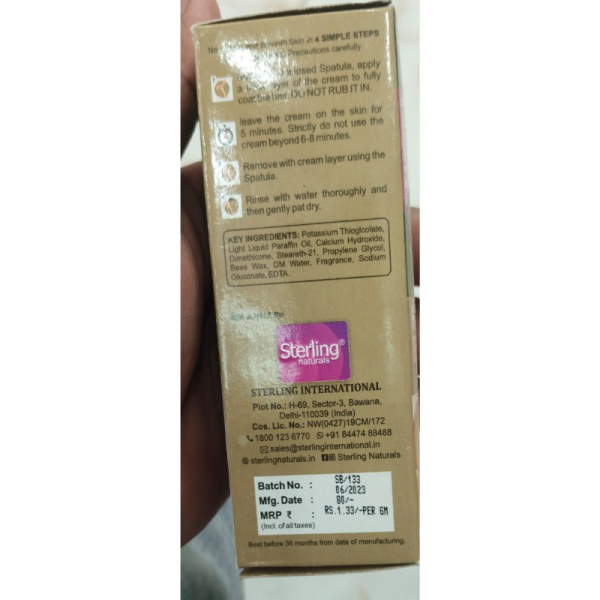 Smooth Skin in 4 SIMPLE STEPS
Precautions carefully
Spatula, apply
layer of the cream to fully
DO NOT RUB IT IN.
leave the cream on the skin for
5 minutes. Strictly do not use the
cream beyond 6-8 minutes.
Remove with cream layer using the
Spatula.
Rinse with water thoroughly and
then gently pat dry.
KEY INGREDIENTS: Potassium Thioglcolate,
Light Liquid Paraffin Oil, Calcium Hydroxide,
Dimethicone, Steareth-21, Propylene Glycol,
Bees Wax, DM Water, Fragrance, Sodium
Gluconate, EDTA.
Sterling®
naturals
STERLING INTERNATIONAL
Plot No.: H-69, Sector-3, Bawana,
Delhi-110039 (India)
Cos. Lic. No.: NW(0427)19CM/172
1800 123 6770 +91 84474 88488
sales@sterlinginternational.in
sterlingnaturals.in Sterling Naturals
Batch No. : SB/133
Mfg. Date : 06/2023
MRP ₹ : 80/-
(Incl. of all taxes) RS.1.33/-PER GM
Best before 36 months from date of manufacturing.